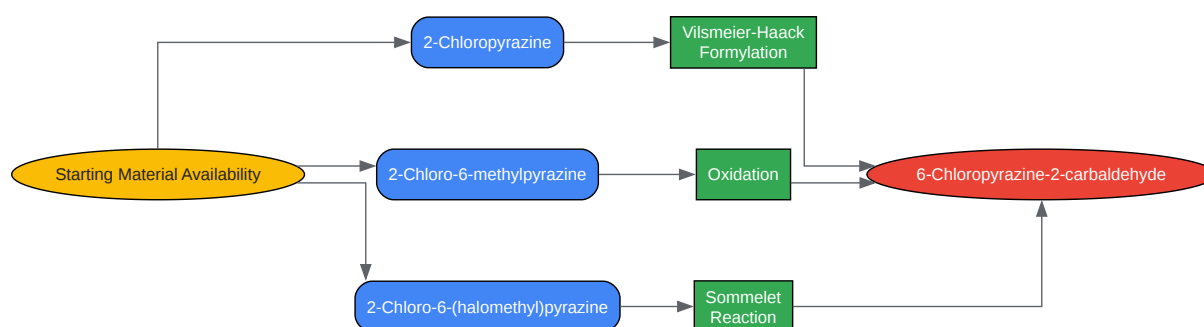 2-Chloropyrazine
Vilsmeier-Haack
Formylation
Starting Material Availability
2-Chloro-6-methylpyrazine
Oxidation
6-Chloropyrazine-2-carbaldehyde
2-Chloro-6-(halomethyl)pyrazine
Sommelet
Reaction